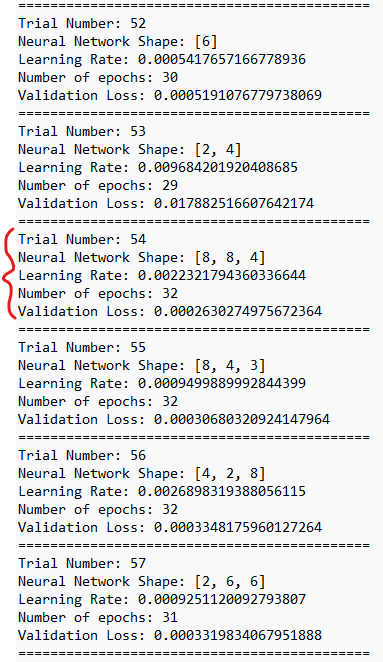 ============================================
Trial Number: 52
Neural Network Shape: [6]
Learning Rate: 0.0005417657166778936
Number of epochs: 30
Validation Loss: 0.0005191076779738069
============================================
Trial Number: 53
Neural Network Shape: [2, 4]
Learning Rate: 0.009684201920408685
Number of epochs: 29
Validation Loss: 0.017882516607642174
============================================
Trial Number: 54
Neural Network Shape: [8, 8, 4]
Learning Rate: 0.0022321794360336644
Number of epochs: 32
Validation Loss: 0.0002630274975672364
============================================
Trial Number: 55
Neural Network Shape: [8, 4, 3]
Learning Rate: 0.0009499889992844399
Number of epochs: 32
Validation Loss: 0.00030680320924147964
============================================
Trial Number: 56
Neural Network Shape: [4, 2, 8]
Learning Rate: 0.0026898319388056115
Number of epochs: 32
Validation Loss: 0.0003348175960127264
============================================
Trial Number: 57
Neural Network Shape: [2, 6, 6]
Learning Rate: 0.0009251120092793807
Number of epochs: 31
Validation Loss: 0.0003319834067951888
============================================